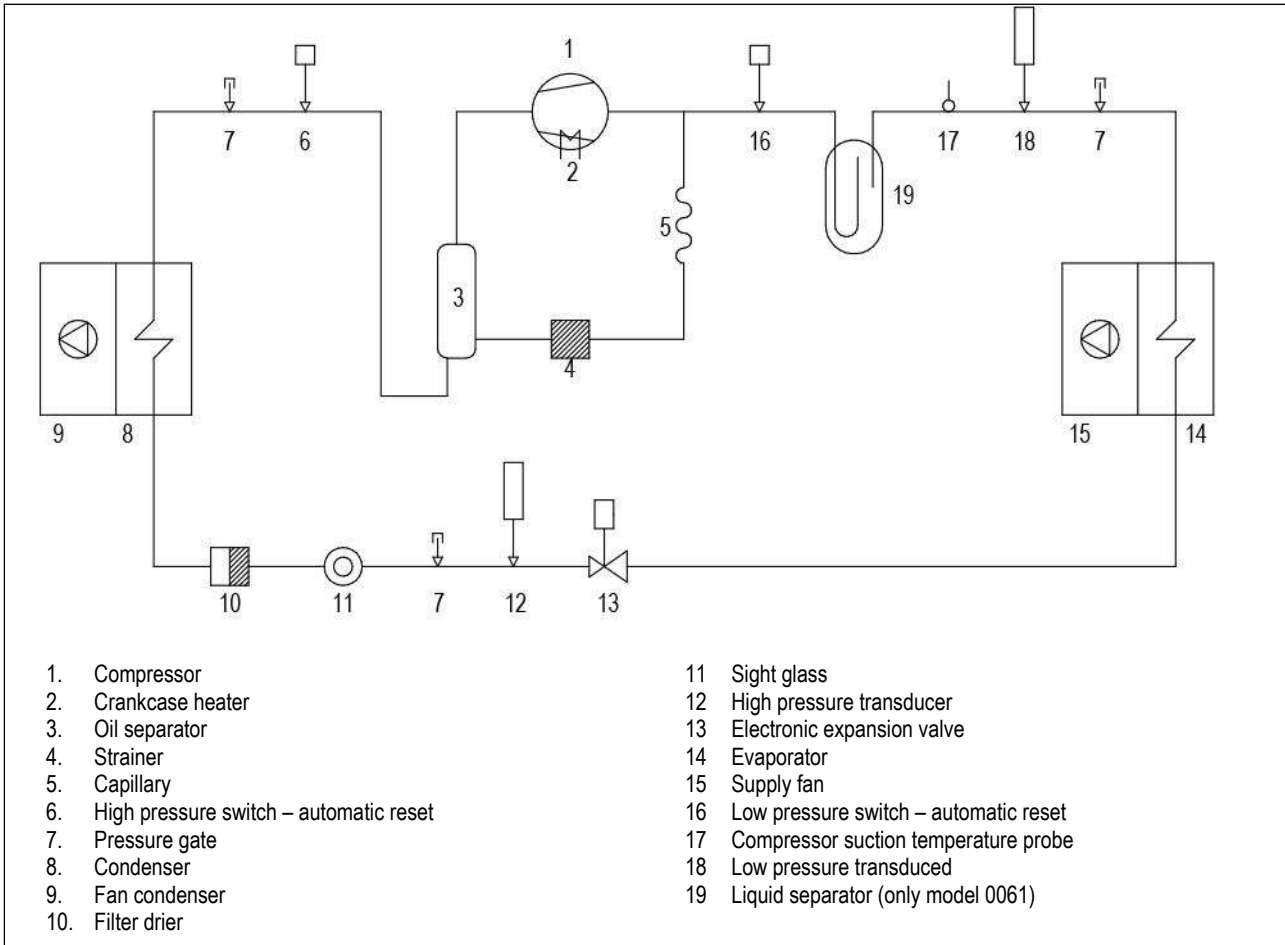 1
7
6
2
16
17
18
7
19
5
3
4
9
8
15
14
10
11
7
12
13
1. Compressor
2. Crankcase heater
3. Oil separator
4. Strainer
5. Capillary
6. High pressure switch – automatic reset
7. Pressure gate
8. Condenser
9. Fan condenser
10. Filter drier
11 Sight glass
12 High pressure transducer
13 Electronic expansion valve
14 Evaporator
15 Supply fan
16 Low pressure switch – automatic reset
17 Compressor suction temperature probe
18 Low pressure transduced
19 Liquid separator (only model 0061)